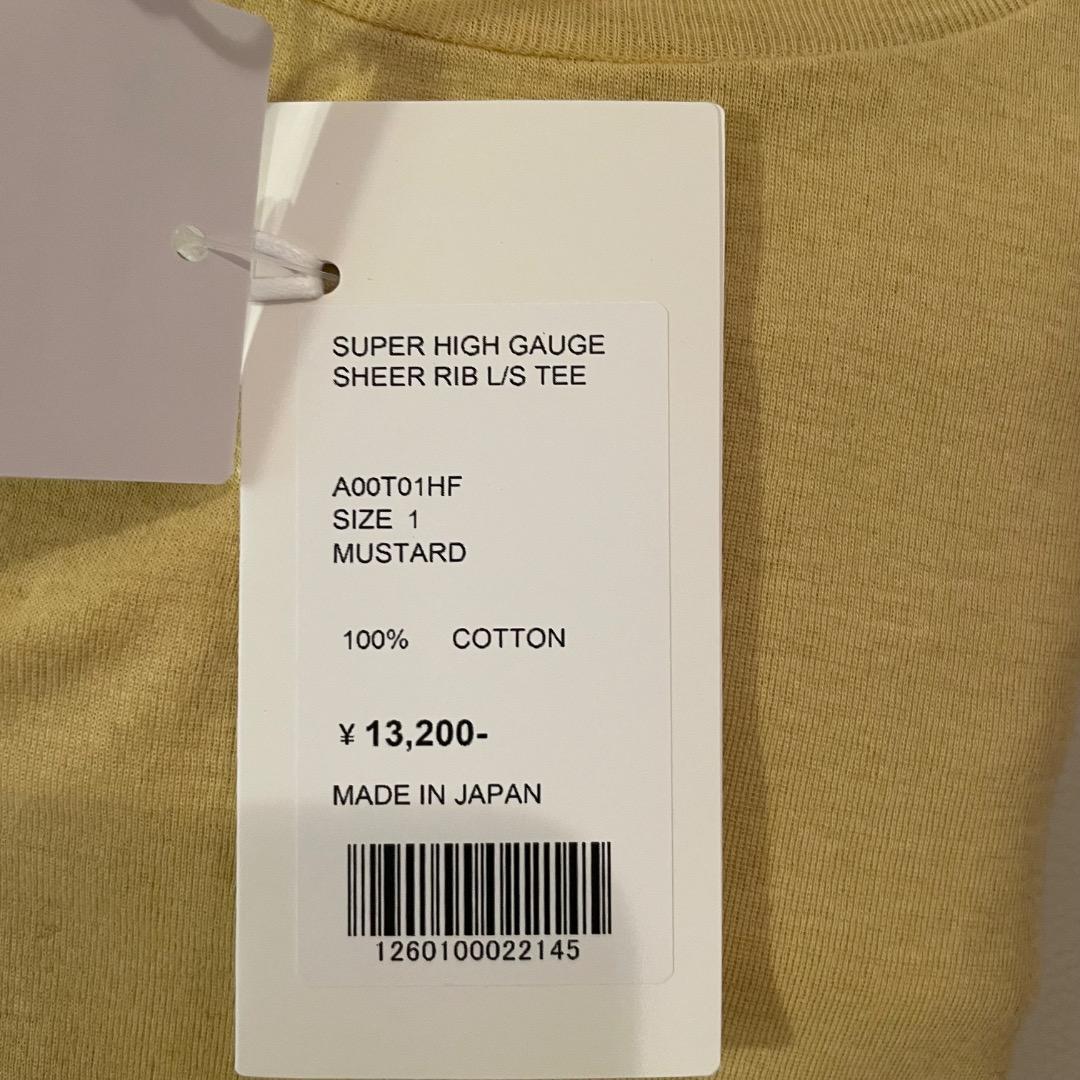 SUPER HIGH GAUGE
SHEER RIB L/S TEE
A00T01HF
SIZE 1
MUSTARD
100% COTTON
¥ 13,200-
MADE IN JAPAN
1260100022145